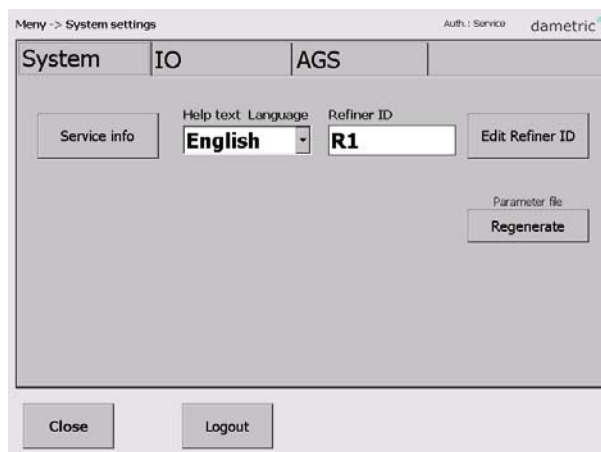 Meny -> System settings
Auth.: Service
dametric
System
IO
AGS
Help text Language
Refiner ID
Service info
English
R1
Edit Refiner ID
Parameter file
Regenerate
Close
Logout